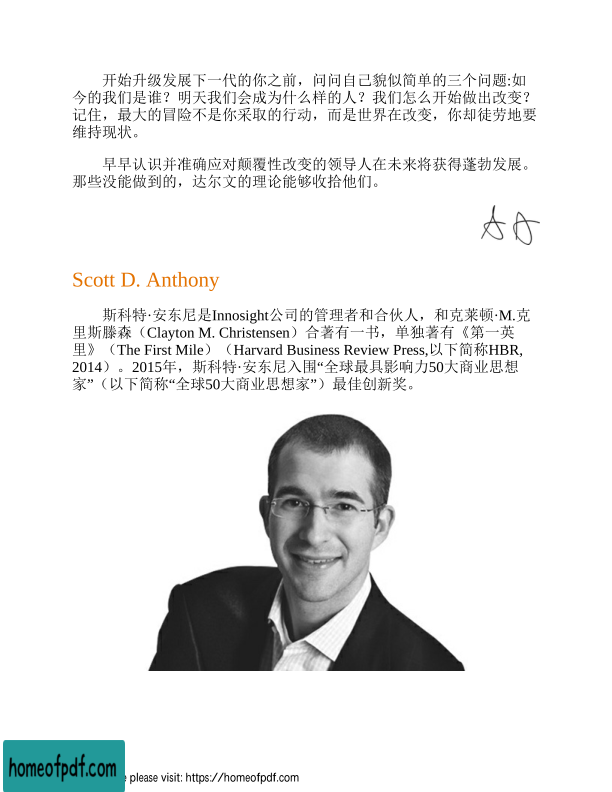 开始升级发展下一代的你之前，问问自己貌似简单的三个问题:如
今的我们是谁？明天我们会成为什么样的人？我们怎么开始做出改变？
记住，最大的冒险不是你采取的行动，而是世界在改变，你却徒劳地要
维持现状。
早早认识并准确应对颠覆性改变的领导人在未来将获得蓬勃发展。
那些没能做到的，达尔文的理论能够收拾他们。
Scott D. Anthony
斯科特·安东尼是Innosight公司的管理者和合伙人，和克莱顿·M.克
里斯滕森（Clayton M. Christensen）合著有一书，单独著有《第一英
里》（The First Mile）（Harvard Business Review Press,以下简称HBR,
2014）。2015年，斯科特·安东尼入围“全球最具影响力50大商业思想
家”（以下简称“全球50大商业思想家”）最佳创新奖。
homeofpdf.com
e please visit: https://homeofpdf.com